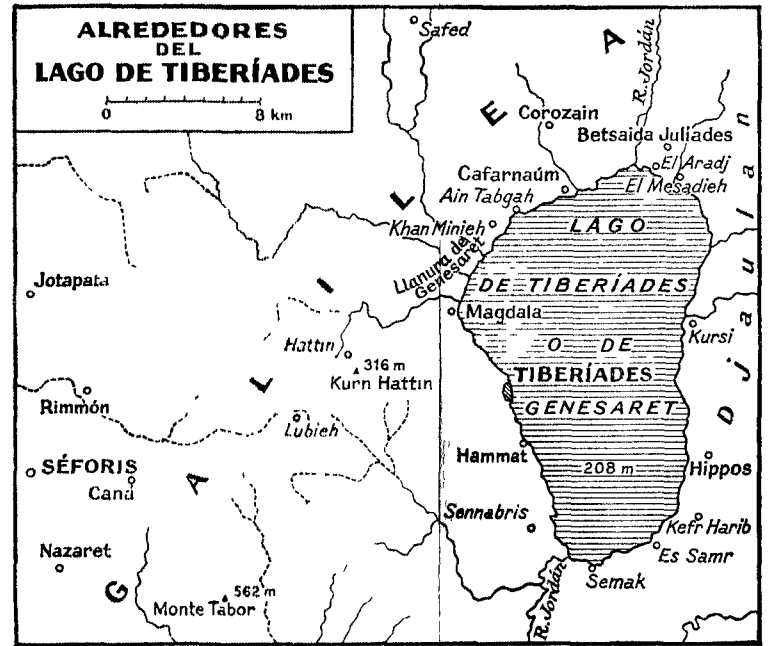 ALREDEDORES
DEL
LAGO DE TIBERÍADES
0 8 km
Safed
R. Jordán
GALILEA
Corozain
Betsaida Juliades
El Aradj
El Mesadieh
Cafarnaúm
Ain Tabgah
Khan Minieh
Llanura de
Genesaret
LAGO
DE TIBERÍADES
O DE
TIBERÍADES
GENESARET
208 m
Djaulan
Jotapata
Magdala
Kursi
Hattin
316 m
Kurn Hattin
Rimmón
Lubieh
Hammat
Hippos
SÉFORIS
Caná
Sennabris
Kefr Harib
Es Samr
Nazaret
562 m
Monte Tabor
Semak
R. Jordán